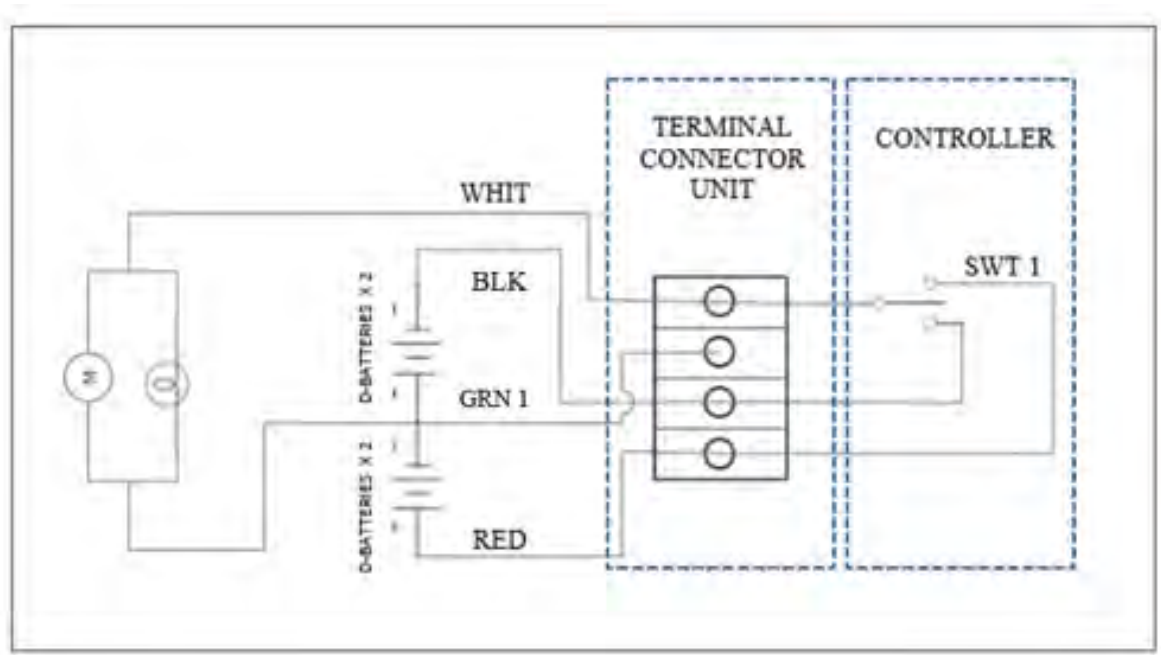 TERMINAL
CONNECTOR
UNIT
CONTROLLER
WHIT
BLK
SWT 1
D-BATTERIES X 2
GRN 1
M
D-BATTERIES X 2
RED